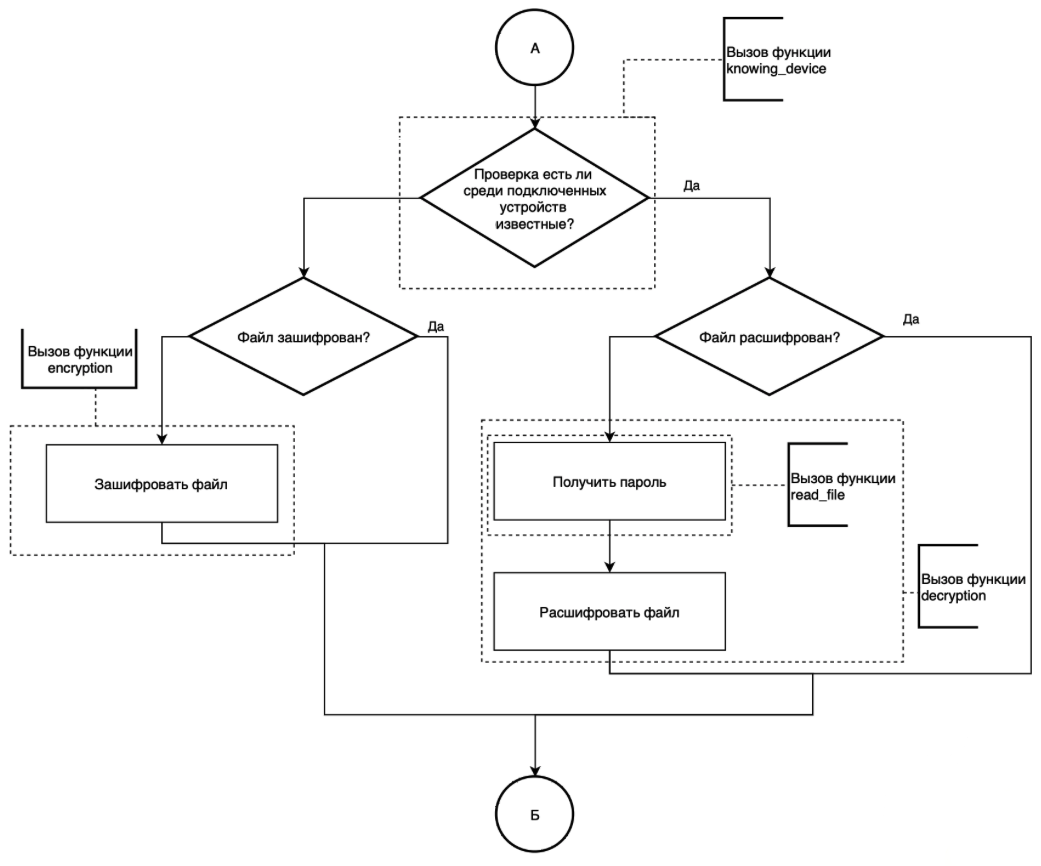 А
Вызов функции
knowing_device
Проверка есть ли
среди подключенных
устройств
известные?
Да
Файл зашифрован?
Да
Файл расшифрован?
Да
Вызов функции
encryption
Зашифровать файл
Получить пароль
Вызов функции
read_file
Расшифровать файл
Вызов функции
decryption
Б